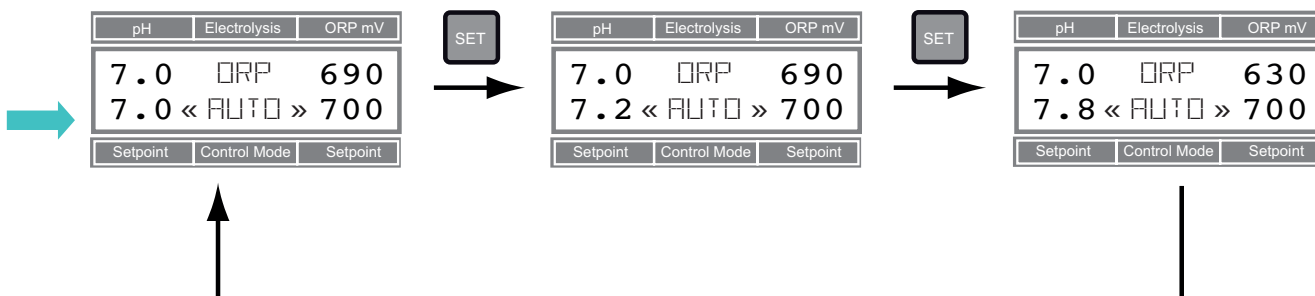 pH Electrolysis ORP mV
7.0 ORP 690
7.0 « AUTO » 700
Setpoint Control Mode Setpoint
SET
pH Electrolysis ORP mV
7.0 ORP 690
7.2 « AUTO » 700
Setpoint Control Mode Setpoint
SET
pH Electrolysis ORP mV
7.0 ORP 630
7.8 « AUTO » 700
Setpoint Control Mode Setpoint